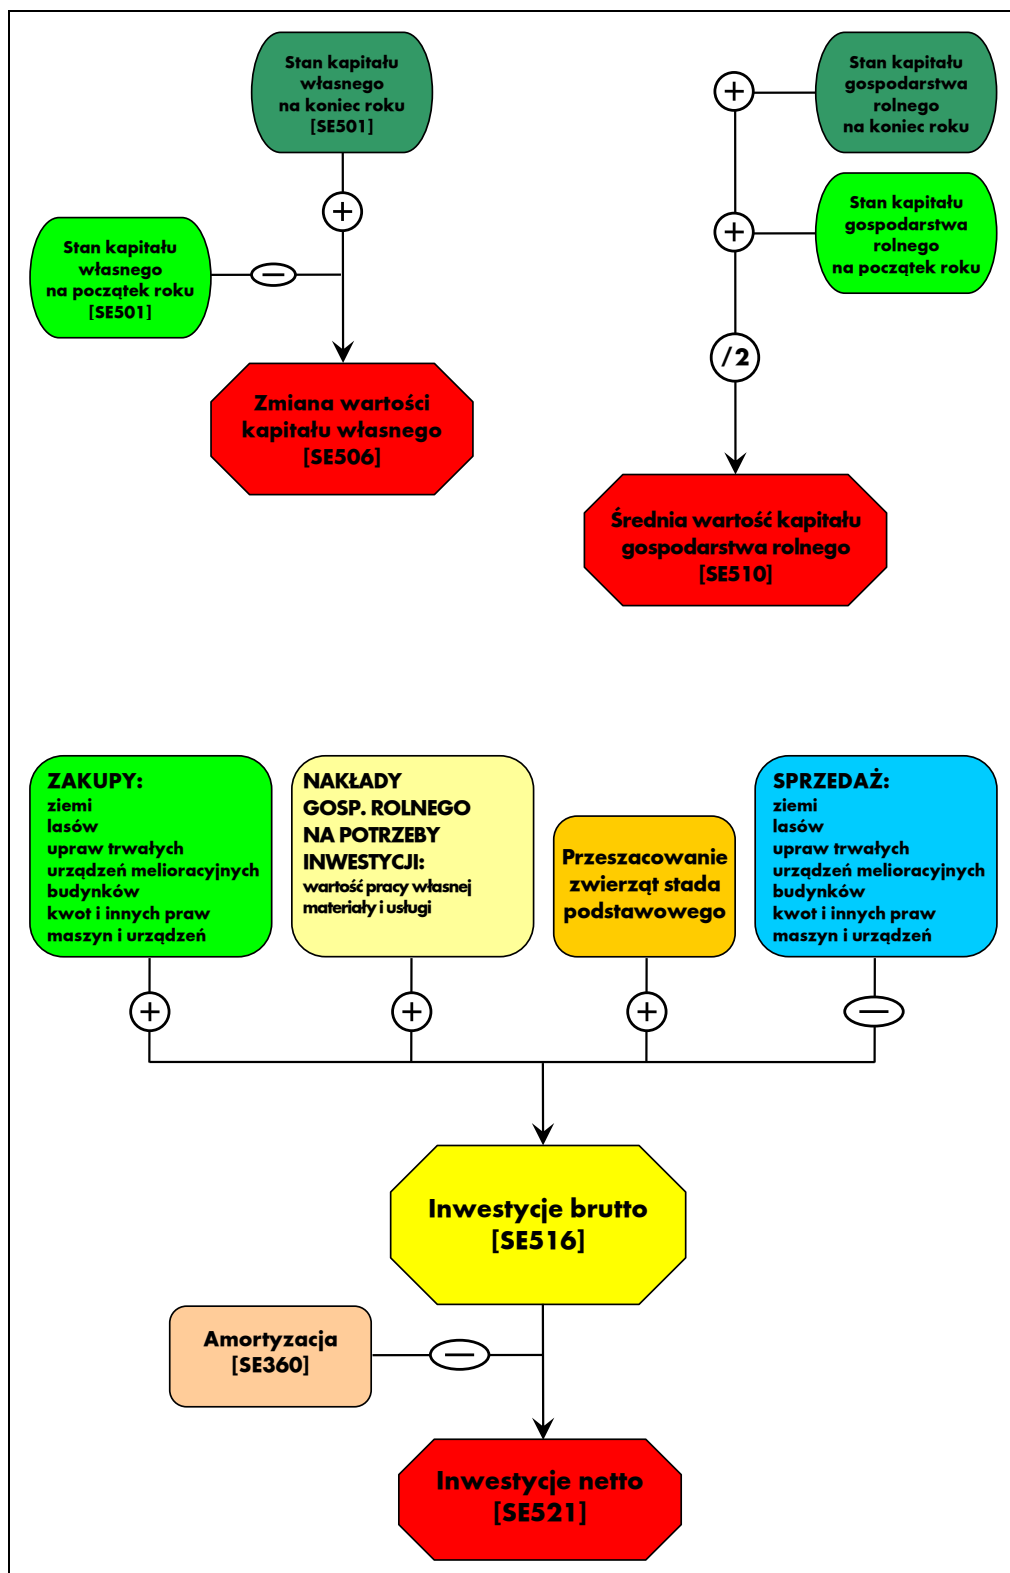 Stan kapitału
własnego
na koniec roku
[SE501]
+
Stan kapitału
własnego
na początek roku
[SE501]
−
Zmiana wartości
kapitału własnego
[SE506]
Stan kapitału
gospodarstwa
rolnego
na koniec roku
+
Stan kapitału
gospodarstwa
rolnego
na początek roku
+
/2
Średnia wartość kapitału
gospodarstwa rolnego
[SE510]
ZAKUPY:
ziemi
lasów
upraw trwałych
urządzeń melioracyjnych
budynków
kwot i innych praw
maszyn i urządzeń
NAKŁADY
GOSP. ROLNEGO
NA POTRZEBY
INWESTYCJI:
wartość pracy własnej
materiały i usługi
Przeszacowanie
zwierząt stada
podstawowego
SPRZEDAŻ:
ziemi
lasów
upraw trwałych
urządzeń melioracyjnych
budynków
kwot i innych praw
maszyn i urządzeń
+
+
+
−
Inwestycje brutto
[SE516]
Amortyzacja
[SE360]
−
Inwestycje netto
[SE521]